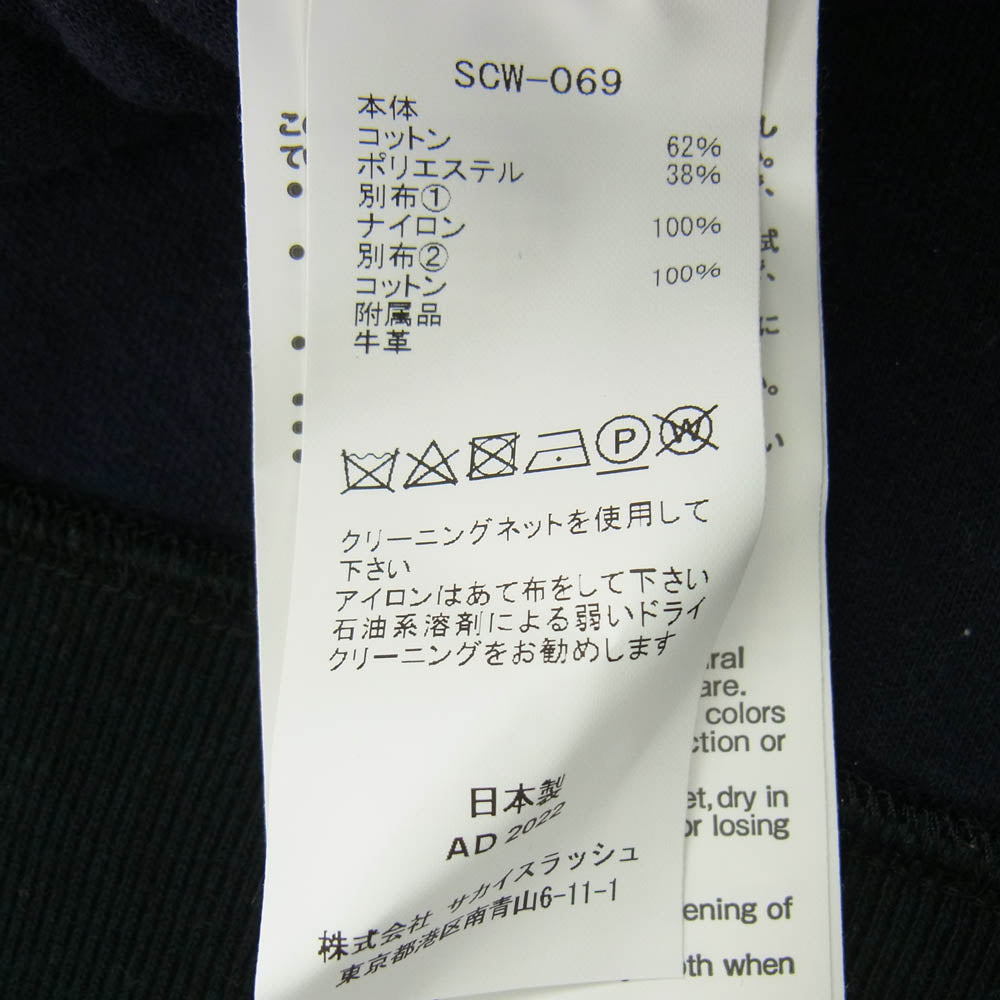 SCW-069
本体
コットン 62%
ポリエステル 38%
別布①
ナイロン 100%
別布②
コットン 100%
附属品
牛革
P W
クリーニングネットを使用して
下さい
アイロンはあて布をして下さい
石油系溶剤による弱いドライ
クリーニングをお勧めします
日本製
AD 2022
株式会社 サカイスラッシュ
東京都港区南青山6-11-1
are.
colors
or
dry in
or losing
of
when